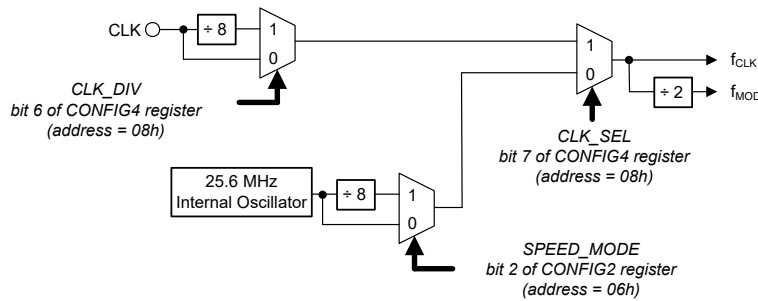 CLK
÷ 8
1
0
CLK_DIV
bit 6 of CONFIG4 register
(address = 08h)
1
0
fCLK
fMOD
÷ 2
CLK_SEL
bit 7 of CONFIG4 register
(address = 08h)
25.6 MHz
Internal Oscillator
÷ 8
1
0
SPEED_MODE
bit 2 of CONFIG2 register
(address = 06h)